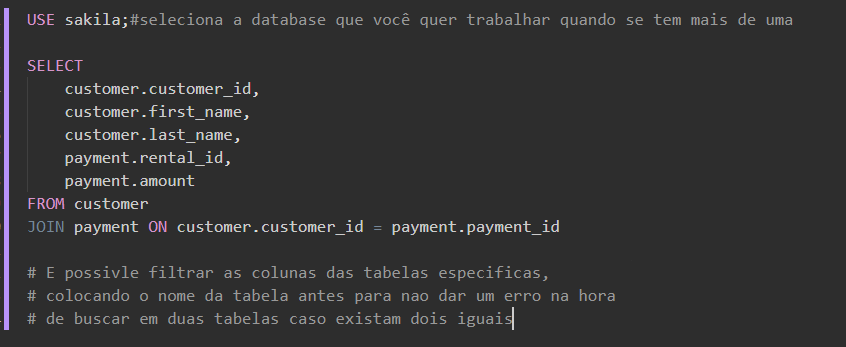 USE sakila;#seleciona a database que você quer trabalhar quando se tem mais de uma
SELECT
customer.customer_id,
customer.first_name,
customer.last_name,
payment.rental_id,
payment.amount
FROM customer
JOIN payment ON customer.customer_id = payment.payment_id
# E possivle filtrar as colunas das tabelas especificas,
# colocando o nome da tabela antes para nao dar um erro na hora
# de buscar em duas tabelas caso existam dois iguais